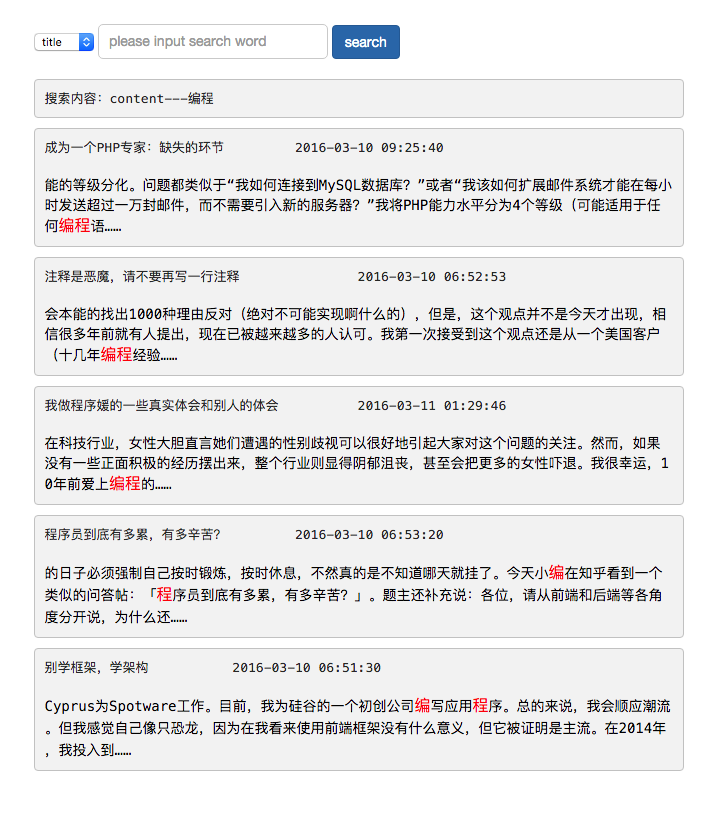 title please input search word search
搜索内容：content---编程
成为一个PHP专家：缺失的环节 2016-03-10 09:25:40
能的等级分化。问题都类似于“我如何连接到MySQL数据库？”或者“我该如何扩展邮件系统才能在每小
时发送超过一万封邮件，而不需要引入新的服务器？”我将PHP能力水平分为4个等级（可能适用于任
何编程语……
注释是恶魔，请不要再写一行注释 2016-03-10 06:52:53
会本能的找出1000种理由反对（绝对不可能实现啊什么的），但是，这个观点并不是今天才出现，相
信很多年前就有人提出，现在已被越来越多的人认可。我第一次接受到这个观点还是从一个美国客户
（十几年编程经验……
我做程序媛的一些真实体会和别人的体会 2016-03-11 01:29:46
在科技行业，女性大胆直言她们遭遇的性别歧视可以很好地引起大家对这个问题的关注。然而，如果
没有一些正面积极的经历摆出来，整个行业则显得阴郁沮丧，甚至会把更多的女性吓退。我很幸运，1
0年前爱上编程的……
程序员到底有多累，有多辛苦？ 2016-03-10 06:53:20
的日子必须强制自己按时锻炼，按时休息，不然真的是不知道哪天就挂了。今天小编在知乎看到一个
类似的问答帖：「程序员到底有多累，有多辛苦？」。题主还补充说：各位，请从前端和后端等各角
度分开说，为什么还……
别学框架，学架构 2016-03-10 06:51:30
Cyprus为Spotware工作。目前，我为硅谷的一个初创公司编写应用程序。总的来说，我会顺应潮流
。但我感觉自己像只恐龙，因为在我看来使用前端框架没有什么意义，但它被证明是主流。在2014年
，我投入到……